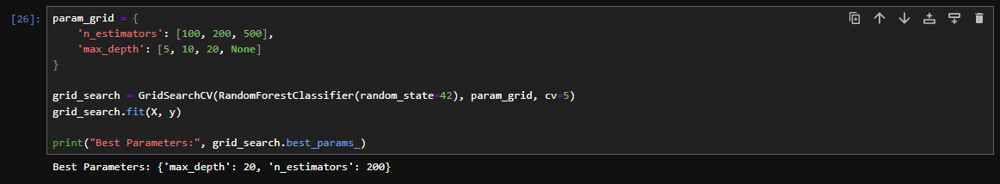 [26]:
param_grid = {
    'n_estimators': [100, 200, 500],
    'max_depth': [5, 10, 20, None]
}
grid_search = GridSearchCV(RandomForestClassifier(random_state=42), param_grid, cv=5)
grid_search.fit(X, y)
print("Best Parameters:", grid_search.best_params_)
Best Parameters: {'max_depth': 20, 'n_estimators': 200}